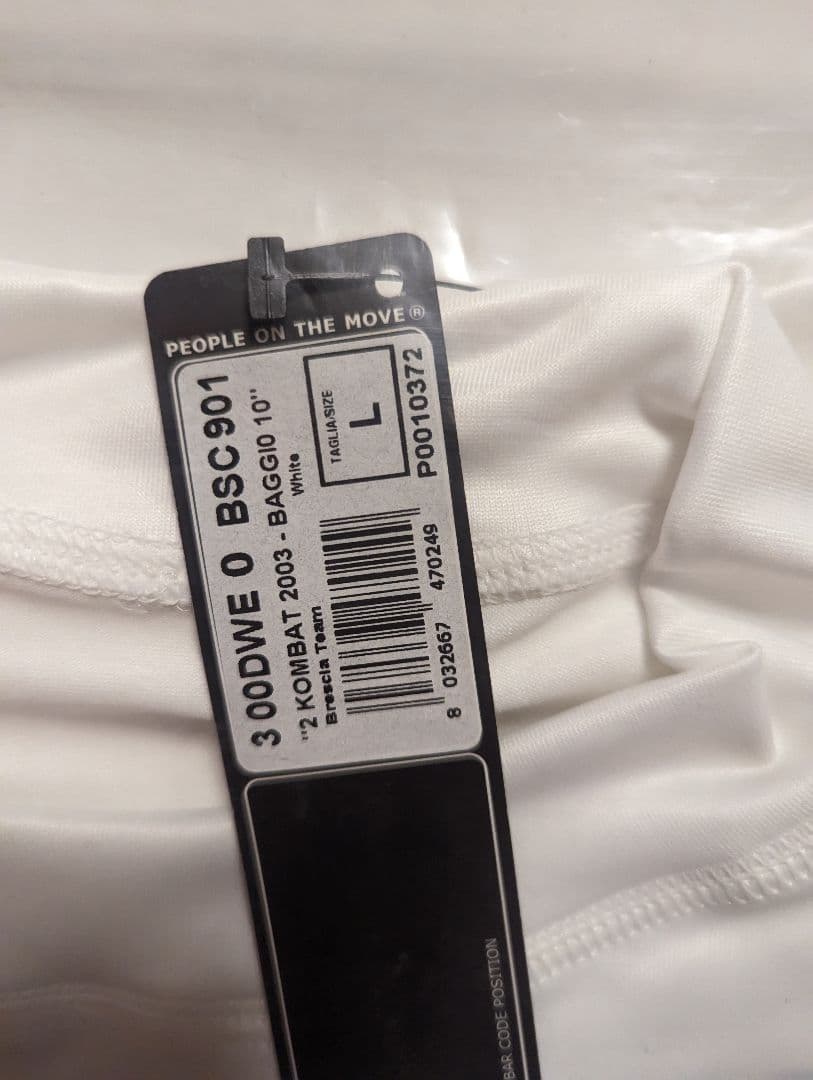 PEOPLE ON THE MOVE®
3 00DWE 0 BSC901
"2 KOMBAT 2003 - BAGGIO 10"
White
Brescia Team
TAGLIA/SIZE
L
P0010372
8 032667 470249
BAR CODE POSITION